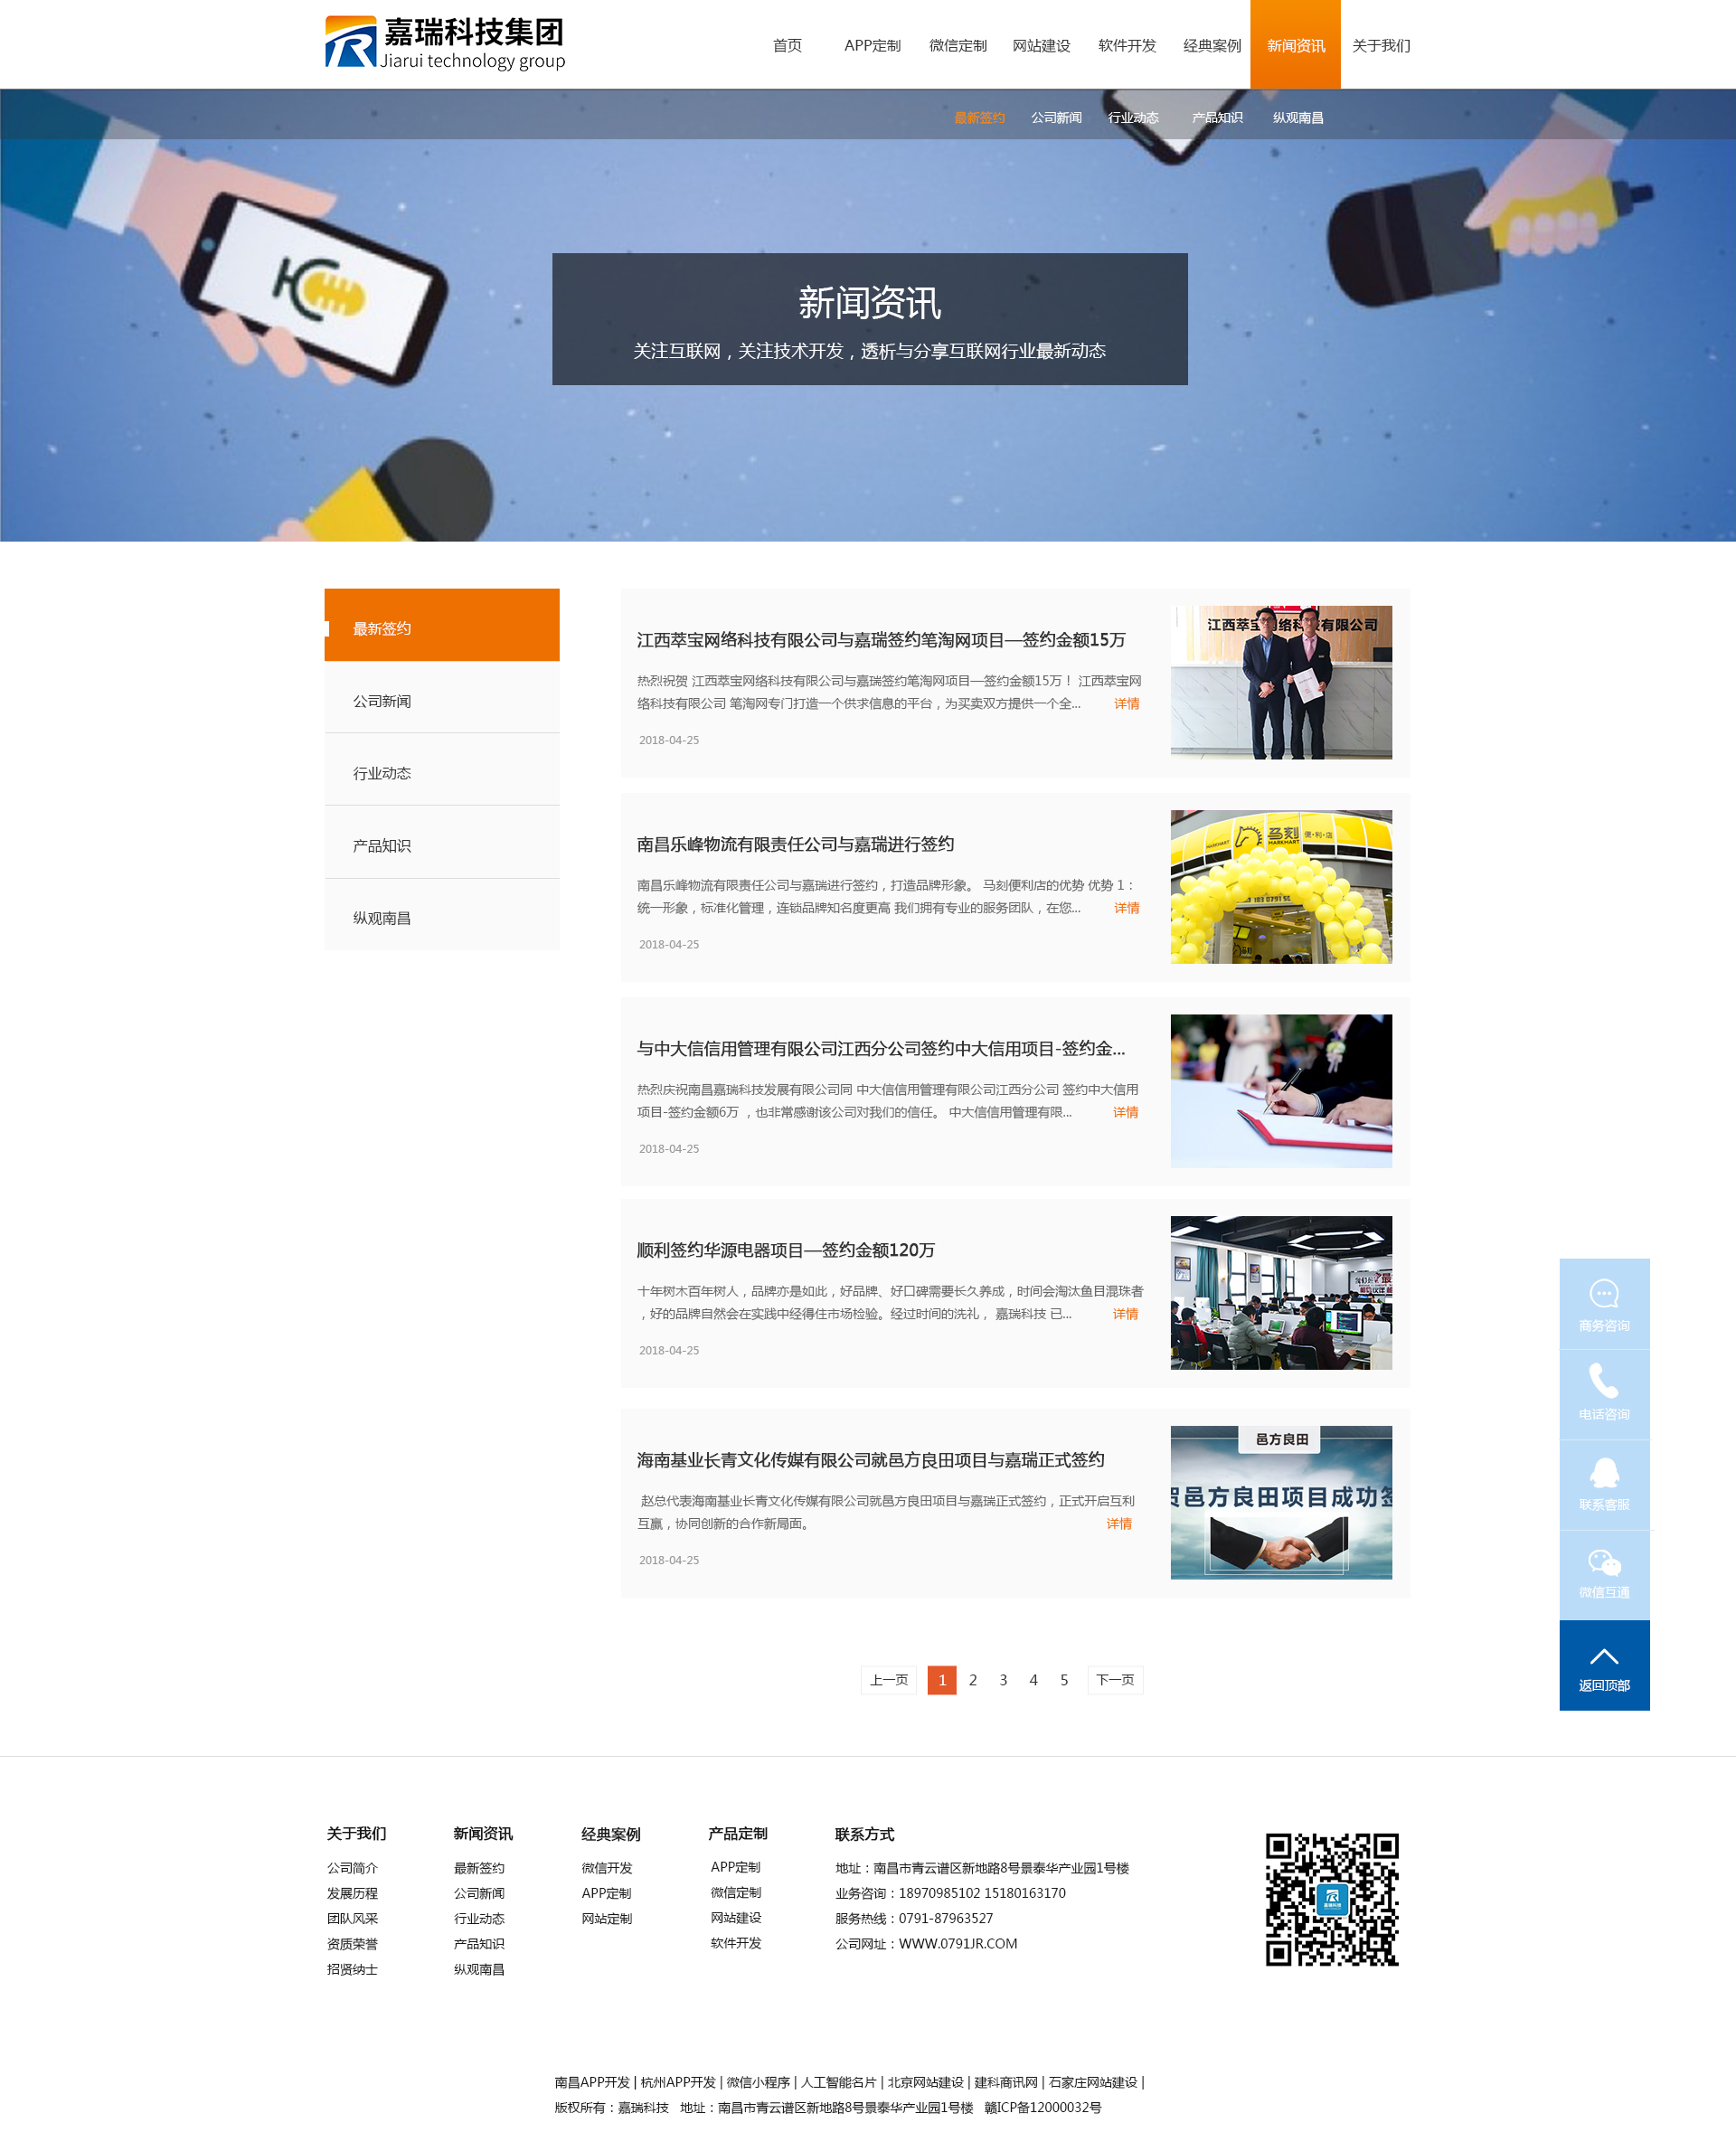 嘉瑞科技集团
Jiarui technology group
首页 APP定制 微信定制 网站建设 软件开发 经典案例 新闻资讯 关于我们
最新签约 公司新闻 行业动态 产品知识 纵观南昌
新闻资讯
关注互联网，关注技术开发，透析与分享互联网行业最新动态
最新签约
公司新闻
行业动态
产品知识
纵观南昌
江西萃宝网络科技有限公司与嘉瑞签约笔淘网项目—签约金额15万
热烈祝贺 江西萃宝网络科技有限公司与嘉瑞签约笔淘网项目—签约金额15万！ 江西萃宝网
络科技有限公司 笔淘网专门打造一个供求信息的平台，为买卖双方提供一个全... 详情
2018-04-25
江西萃宝网络科技有限公司
南昌乐峰物流有限责任公司与嘉瑞进行签约
南昌乐峰物流有限责任公司与嘉瑞进行签约，打造品牌形象。 马刻便利店的优势 优势 1：
统一形象，标准化管理，连锁品牌知名度更高 我们拥有专业的服务团队，在您... 详情
2018-04-25
马刻 便·利·店
MARKHART
与中大信信用管理有限公司江西分公司签约中大信用项目-签约金...
热烈庆祝南昌嘉瑞科技发展有限公司同 中大信信用管理有限公司江西分公司 签约中大信用
项目-签约金额6万 ，也非常感谢该公司对我们的信任。 中大信信用管理有限... 详情
2018-04-25
顺利签约华源电器项目—签约金额120万
十年树木百年树人，品牌亦是如此，好品牌、好口碑需要长久养成，时间会淘汰鱼目混珠者
，好的品牌自然会在实践中经得住市场检验。经过时间的洗礼， 嘉瑞科技 已... 详情
2018-04-25
海南基业长青文化传媒有限公司就邑方良田项目与嘉瑞正式签约
赵总代表海南基业长青文化传媒有限公司就邑方良田项目与嘉瑞正式签约，正式开启互利
互赢，协同创新的合作新局面。 详情
2018-04-25
邑方良田
贺邑方良田项目成功签
商务咨询
电话咨询
联系客服
微信互通
返回顶部
上一页 1 2 3 4 5 下一页
关于我们
公司简介
发展历程
团队风采
资质荣誉
招贤纳士
新闻资讯
最新签约
公司新闻
行业动态
产品知识
纵观南昌
经典案例
微信开发
APP定制
网站定制
产品定制
APP定制
微信定制
网站建设
软件开发
联系方式
地址：南昌市青云谱区新地路8号景泰华产业园1号楼
业务咨询：18970985102 15180163170
服务热线：0791-87963527
公司网址：WWW.0791JR.COM
嘉瑞科技
南昌APP开发 | 杭州APP开发 | 微信小程序 | 人工智能名片 | 北京网站建设 | 建科商讯网 | 石家庄网站建设 |
版权所有：嘉瑞科技 地址：南昌市青云谱区新地路8号景泰华产业园1号楼 赣ICP备12000032号